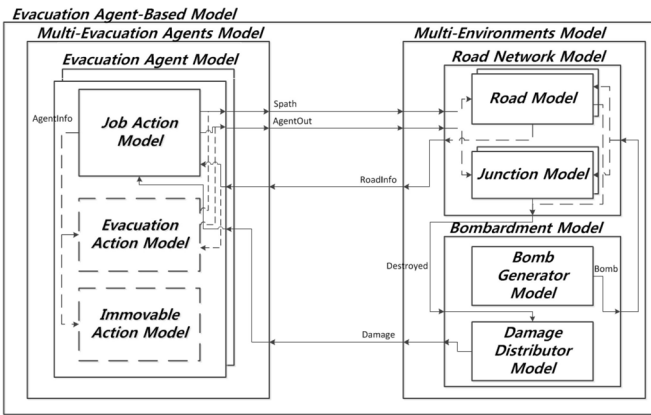 Evacuation Agent-Based Model
Multi-Evacuation Agents Model
Multi-Environments Model
Evacuation Agent Model
Road Network Model
AgentInfo
Job Action
Model
Spath
AgentOut
Road Model
RoadInfo
Junction Model
Evacuation
Action Model
Bombardment Model
Destroyed
Bomb
Generator
Model
Bomb
Immovable
Action Model
Damage
Damage
Distributor
Model